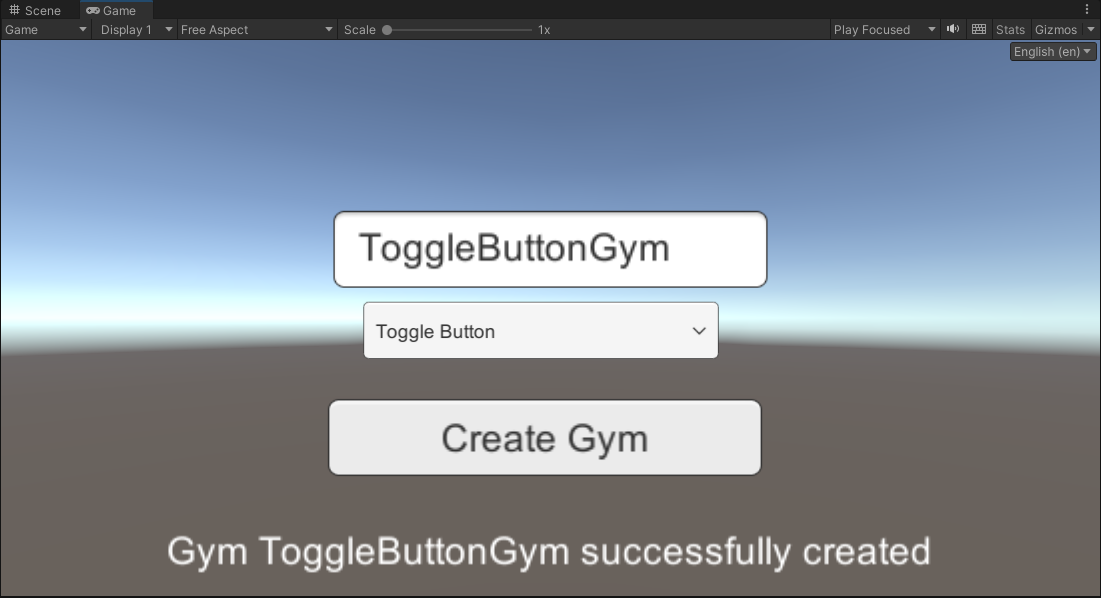 Scene Game
Game Display 1 Free Aspect Scale 1x Play Focused Stats Gizmos
English (en)
ToggleButtonGym
Toggle Button
Create Gym
Gym ToggleButtonGym successfully created